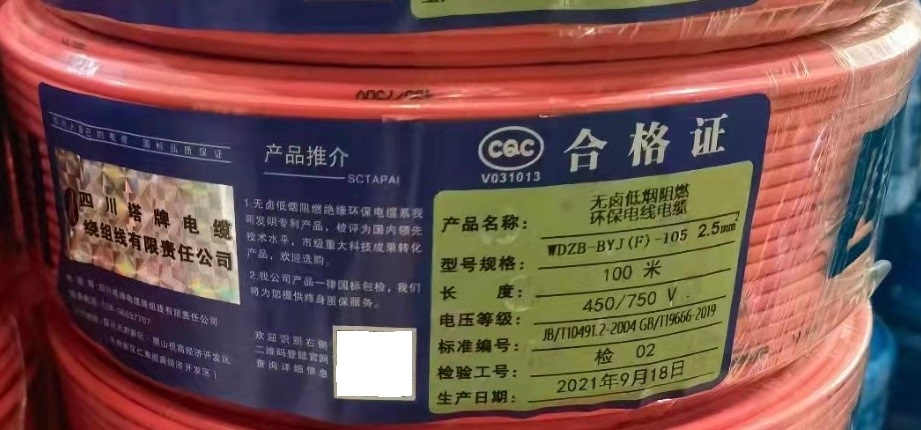 产品推介
SCTAPAI
1.无卤低烟阻燃绝缘环保电缆系我
司发明专利产品，被评为国内领先
技术水平，市级重大科技成果转化
产品，欢迎选购
2.我公司产品一律国标包检，我们
将为您提供终身质保服务。
欢迎识别右侧
二维码登陆官网
查询详细信息
四川塔牌电缆
绕组线有限责任公司
CQC
V031013
合格证
产品名称：
无卤低烟阻燃
环保电线电缆
型号规格： WDZB-BYJ(F)-105 2.5mm²
长 度： 100 米
电压等级： 450/750 V
标准编号： JB/T10491.2-2004 GB/T19666-2019
检验工号： 检 02
生产日期： 2021年9月18日